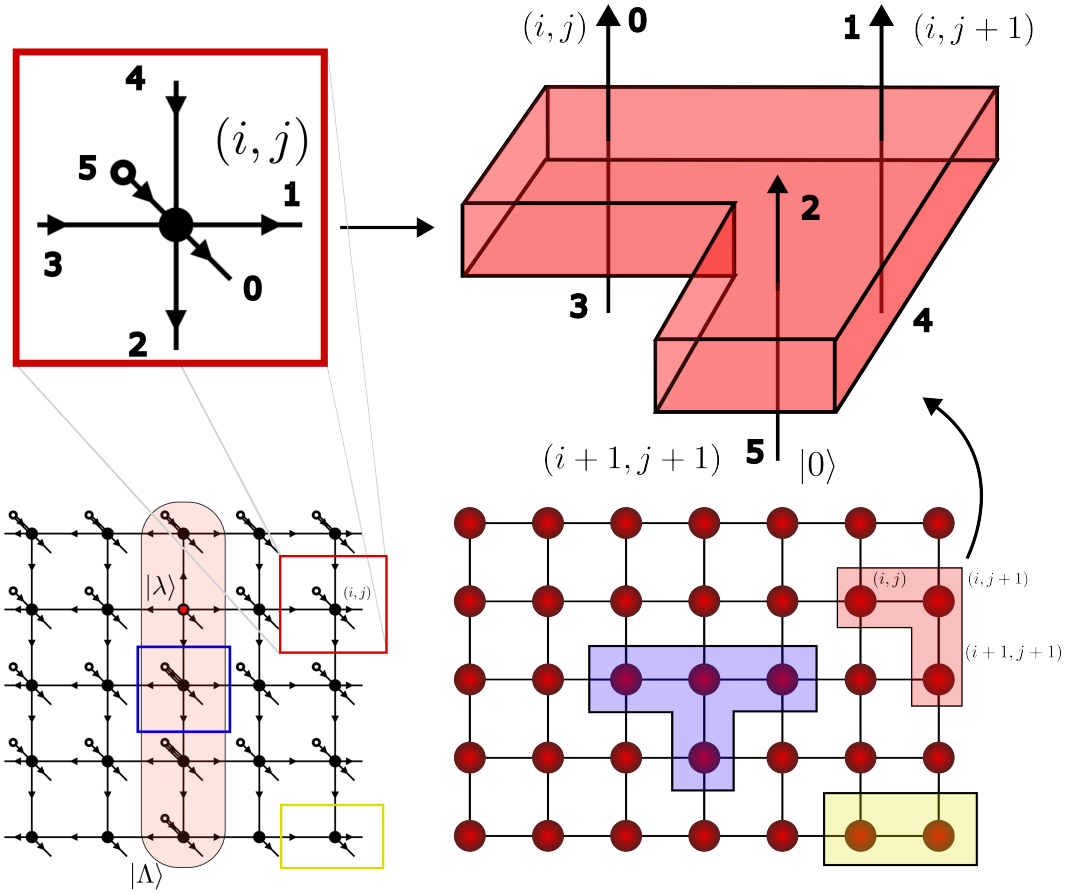 4
(i, j)
5
1
3
0
2
(i, j)
0
1
(i, j + 1)
2
3
4
(i + 1, j + 1)
5
|0⟩
|λ⟩
(i, j)
|Λ⟩
(i, j)
(i, j + 1)
(i + 1, j + 1)